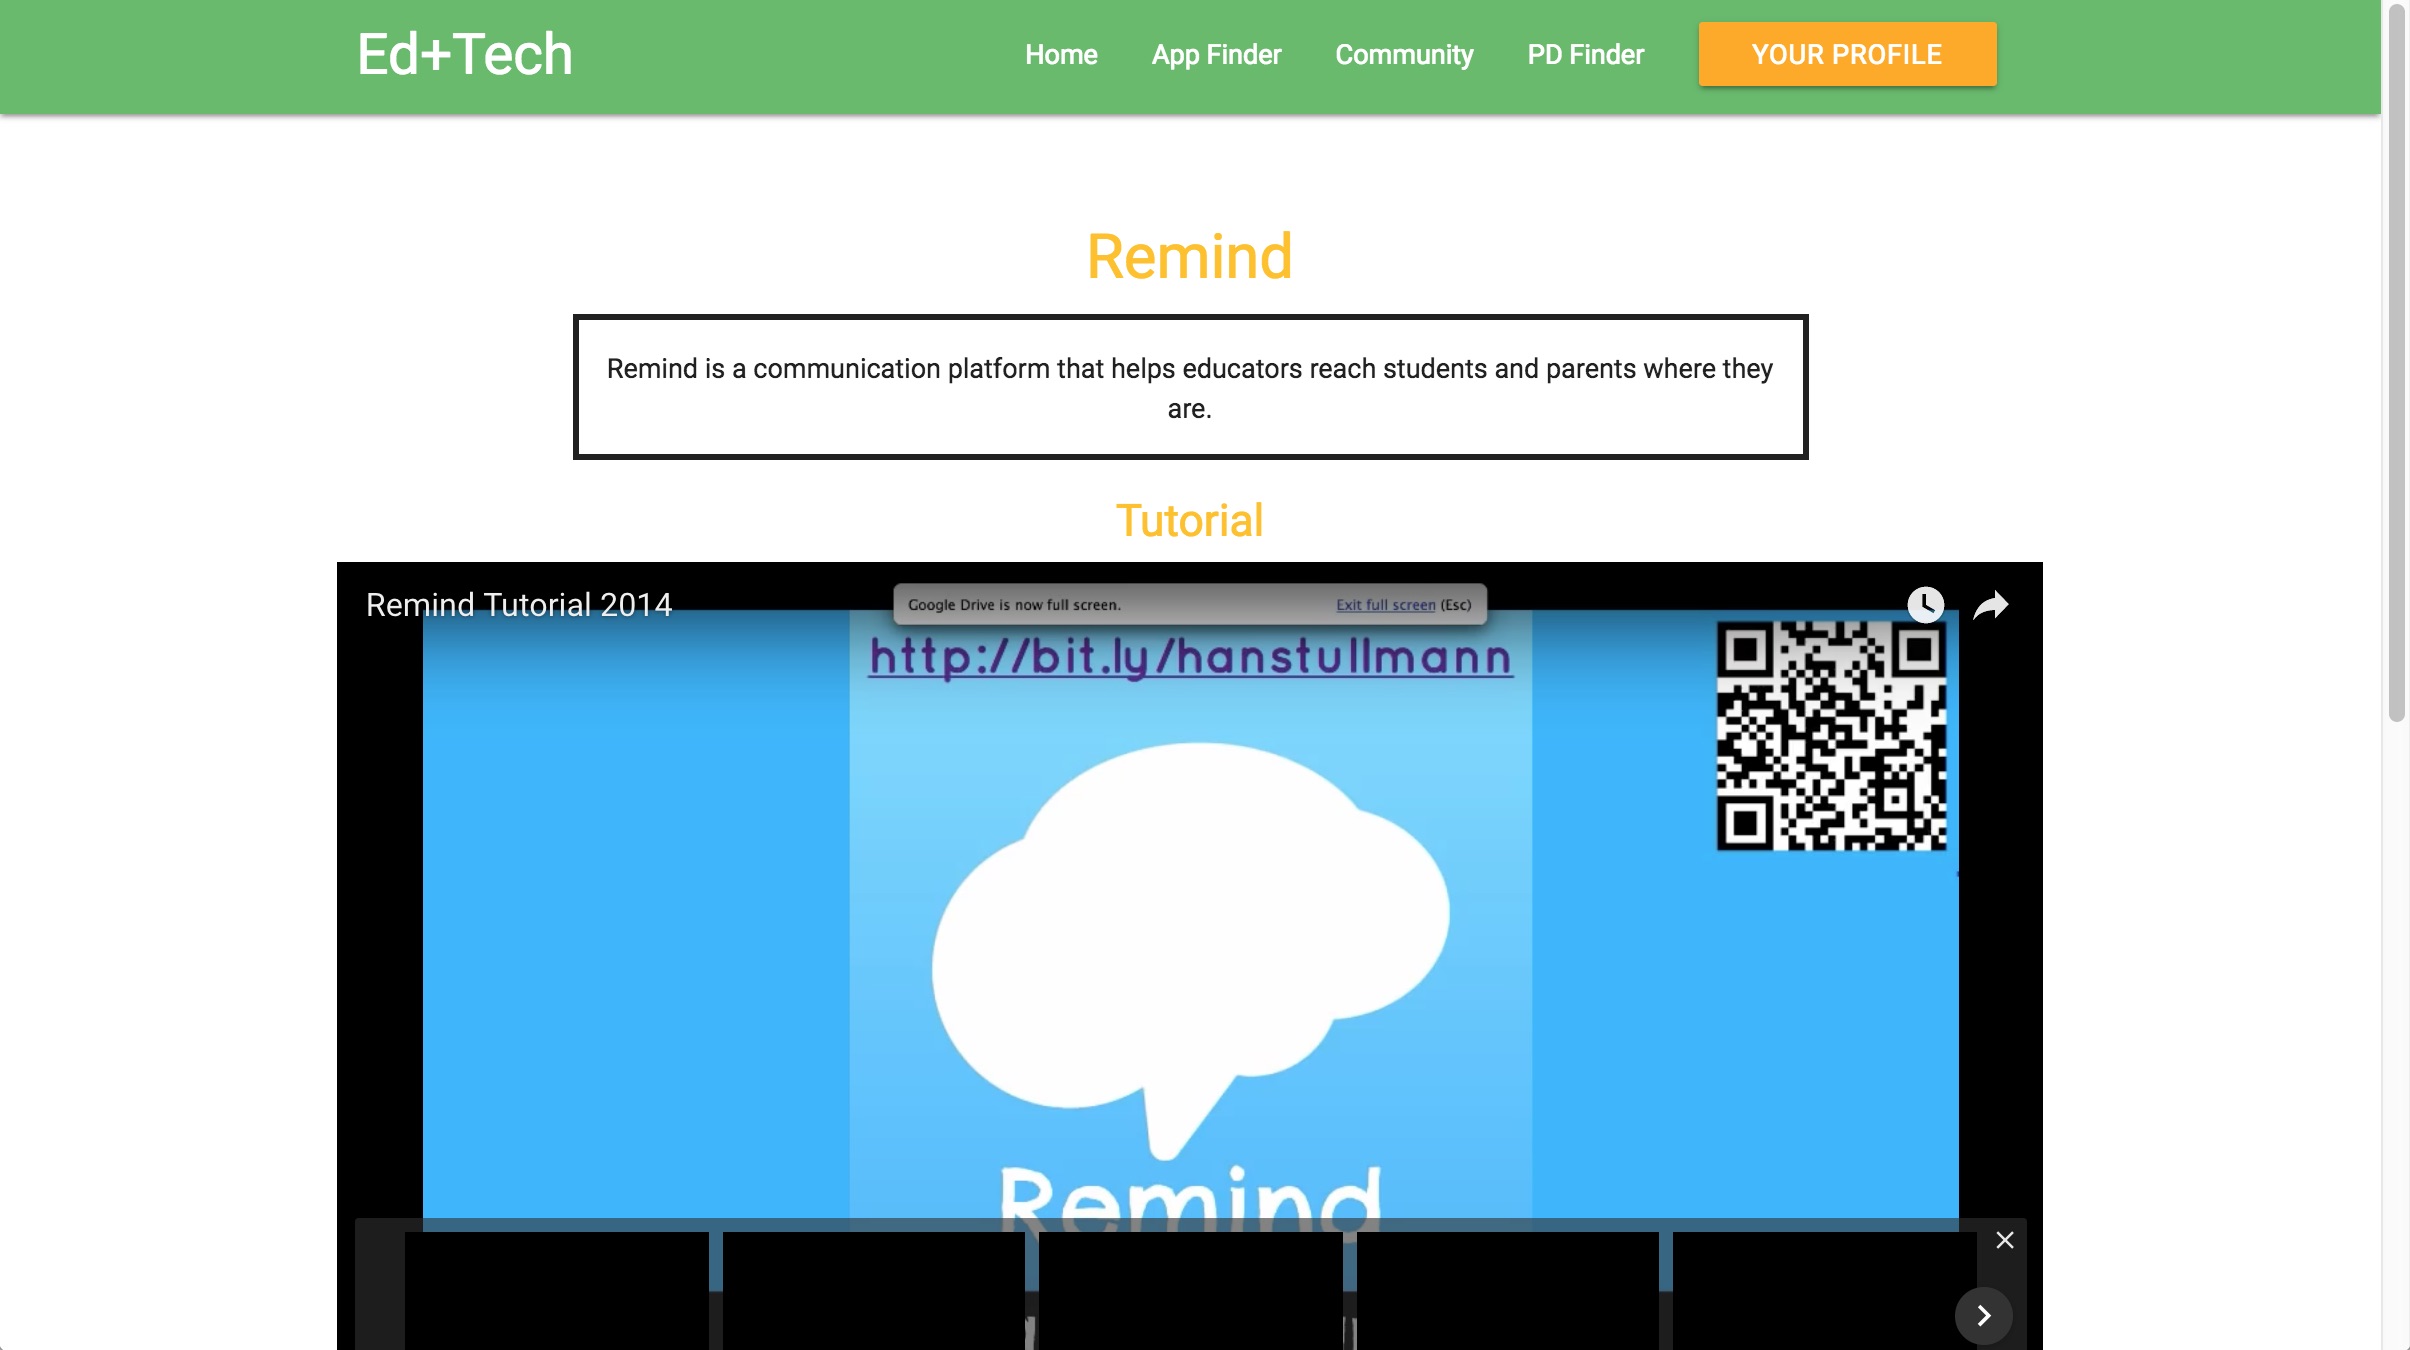 Ed+Tech
Home App Finder Community PD Finder YOUR PROFILE
Remind
Remind is a communication platform that helps educators reach students and parents where they
are.
Tutorial
Remind Tutorial 2014
Google Drive is now full screen. Exit full screen (Esc)
http://bit.ly/hanstullmann
Remind